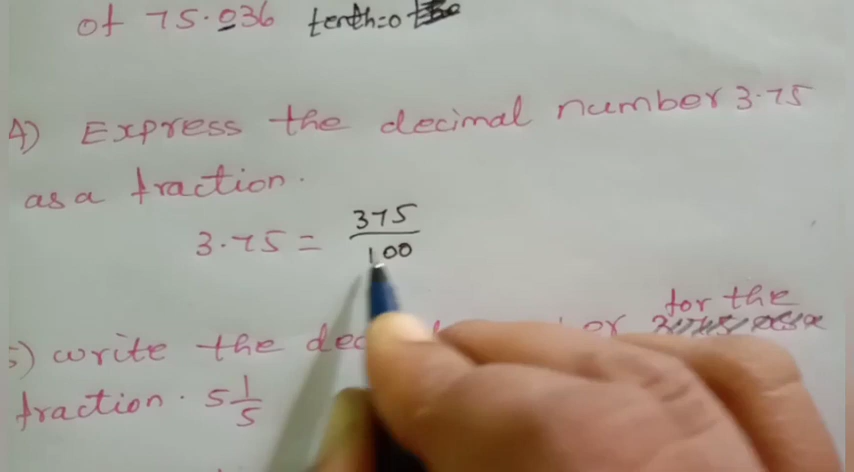 of 75.036 tenth=0
4) Express the decimal number 3.75
as a fraction.
3.75 = 375/100
5) write the dec for the
fraction. 5 1/5